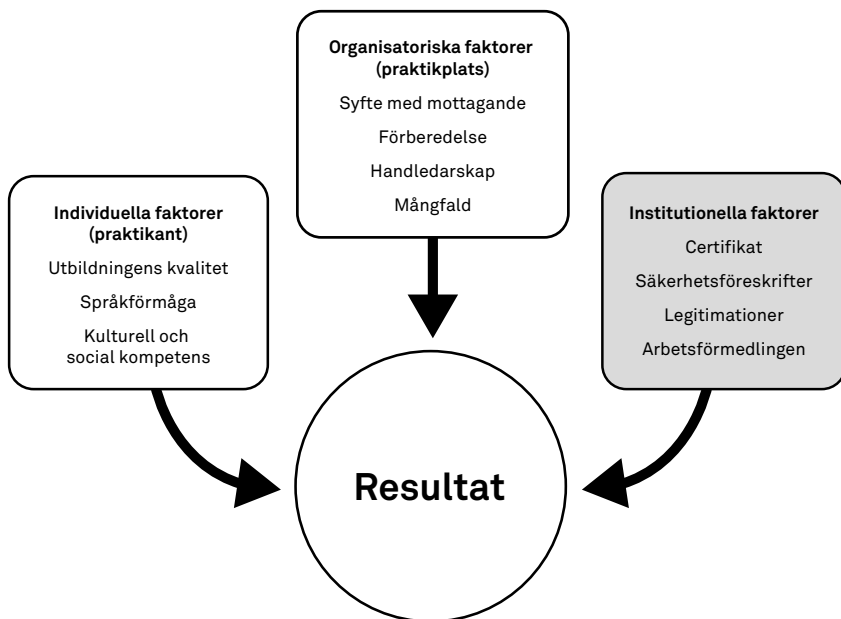 Organisatoriska faktorer
(praktikplats)
Syfte med mottagande
Förberedelse
Handledarskap
Mångfald
Individuella faktorer
(praktikant)
Utbildningens kvalitet
Språkförmåga
Kulturell och
social kompetens
Institutionella faktorer
Certifikat
Säkerhetsföreskrifter
Legitimationer
Arbetsförmedlingen
Resultat